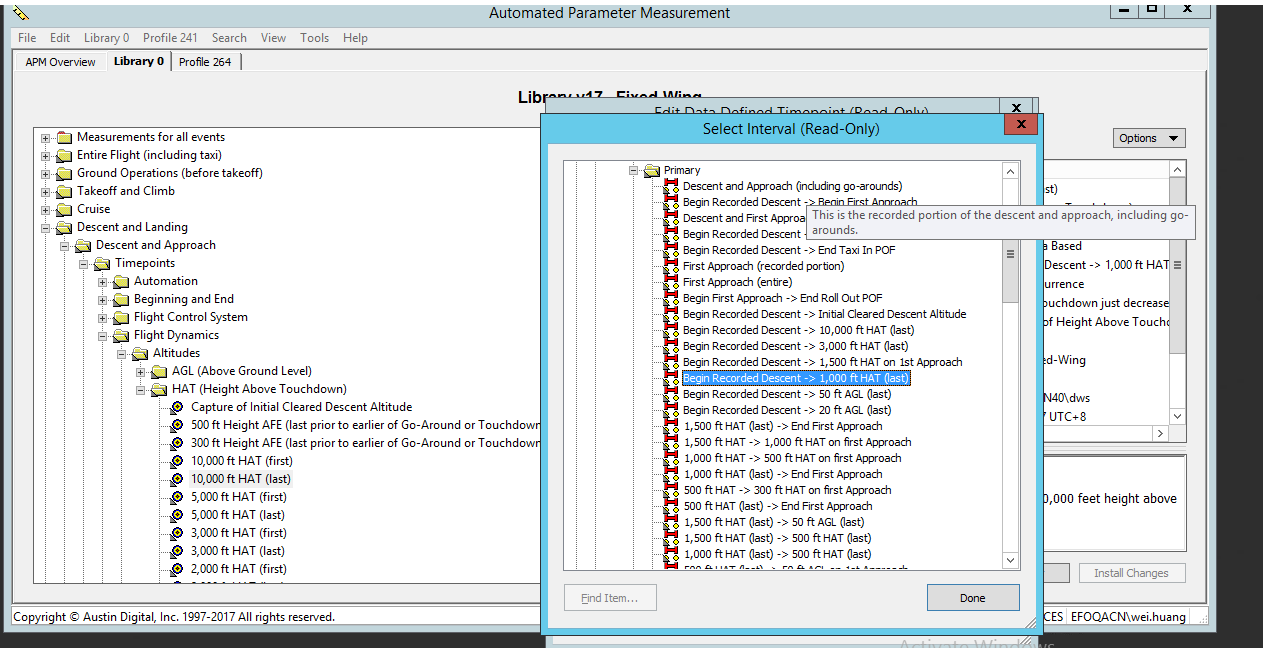 Automated Parameter Measurement
File Edit Library 0 Profile 241 Search View Tools Help
APM Overview Library 0 Profile 264
Library v17 Fixed-Wing
Measurements for all events
Entire Flight (including taxi)
Ground Operations (before takeoff)
Takeoff and Climb
Cruise
Descent and Landing
Descent and Approach
Timepoints
Automation
Beginning and End
Flight Control System
Flight Dynamics
Altitudes
AGL (Above Ground Level)
HAT (Height Above Touchdown)
Capture of Initial Cleared Descent Altitude
500 ft Height AFE (last prior to earlier of Go-Around or Touchdown
300 ft Height AFE (last prior to earlier of Go-Around or Touchdown
10,000 ft HAT (first)
10,000 ft HAT (last)
5,000 ft HAT (first)
5,000 ft HAT (last)
3,000 ft HAT (first)
3,000 ft HAT (last)
2,000 ft HAT (first)
Edit Data Defined Timepoint (Read-Only)
X
Select Interval (Read-Only)
X
Primary
Descent and Approach (including go-arounds)
Begin Recorded Descent -> Begin First Approach
Descent and First Approa
Begin Recorded Descent -
Begin Recorded Descent -> End Taxi In POF
First Approach (recorded portion)
First Approach (entire)
Begin First Approach -> End Roll Out POF
Begin Recorded Descent -> Initial Cleared Descent Altitude
Begin Recorded Descent -> 10,000 ft HAT (last)
Begin Recorded Descent -> 3,000 ft HAT (last)
Begin Recorded Descent -> 1,500 ft HAT on 1st Approach
Begin Recorded Descent -> 1,000 ft HAT (last)
Begin Recorded Descent -> 50 ft AGL (last)
Begin Recorded Descent -> 20 ft AGL (last)
1,500 ft HAT (last) -> End First Approach
1,500 ft HAT -> 1,000 ft HAT on first Approach
1,000 ft HAT -> 500 ft HAT on first Approach
1,000 ft HAT (last) -> End First Approach
500 ft HAT -> 300 ft HAT on first Approach
500 ft HAT (last) -> End First Approach
1,500 ft HAT (last) -> 50 ft AGL (last)
1,500 ft HAT (last) -> 500 ft HAT (last)
1,000 ft HAT (last) -> 500 ft HAT (last)
500 ft HAT (last) -> 50 ft AGL on 1st Approach
This is the recorded portion of the descent and approach, including go-
arounds.
Find Item...
Done
Options
st)
a Based
Descent -> 1,000 ft HAT
urrence
ouchdown just decrease
of Height Above Touchd
ed-Wing
N40\dws
7 UTC+8
0,000 feet height above
Install Changes
Copyright © Austin Digital, Inc. 1997-2017 All rights reserved.
CES EFOQACN\wei.huang
Activate Windows